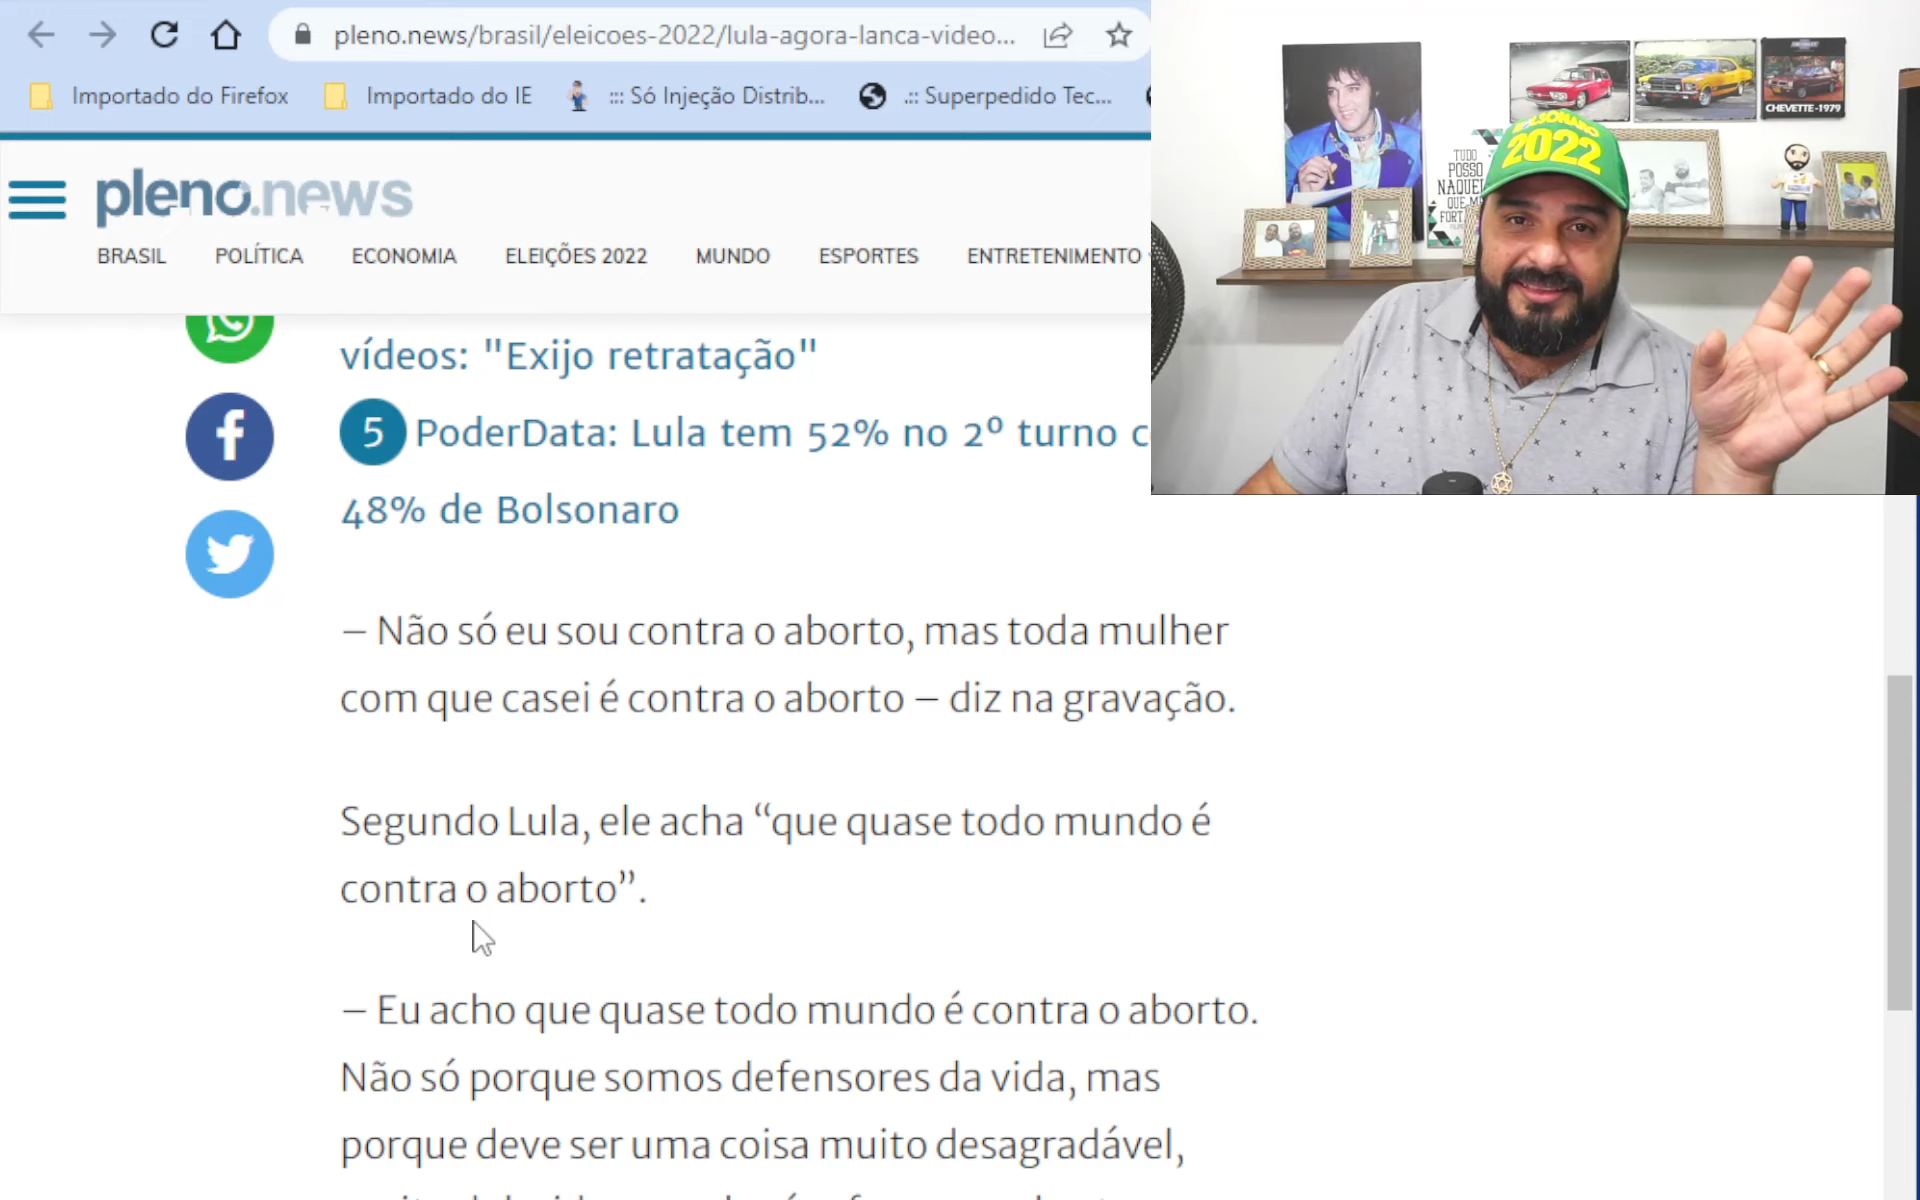 pleno.news/brasil/eleicoes-2022/lula-agora-lanca-video...
Importado do Firefox
Importado do IE
::: Só Injeção Distrib...
.:: Superpedido Tec...
pleno.news
BRASIL
POLÍTICA
ECONOMIA
ELEIÇÕES 2022
MUNDO
ESPORTES
ENTRETENIMENTO
vídeos: "Exijo retratação"
5 PoderData: Lula tem 52% no 2º turno c
48% de Bolsonaro
– Não só eu sou contra o aborto, mas toda mulher
com que casei é contra o aborto – diz na gravação.
Segundo Lula, ele acha “que quase todo mundo é
contra o aborto”.
– Eu acho que quase todo mundo é contra o aborto.
Não só porque somos defensores da vida, mas
porque deve ser uma coisa muito desagradável,
CHEVETTE-1979
TUDO
POSSO
NAQUEL
QUE M
FORT
BOLSONARO
2022